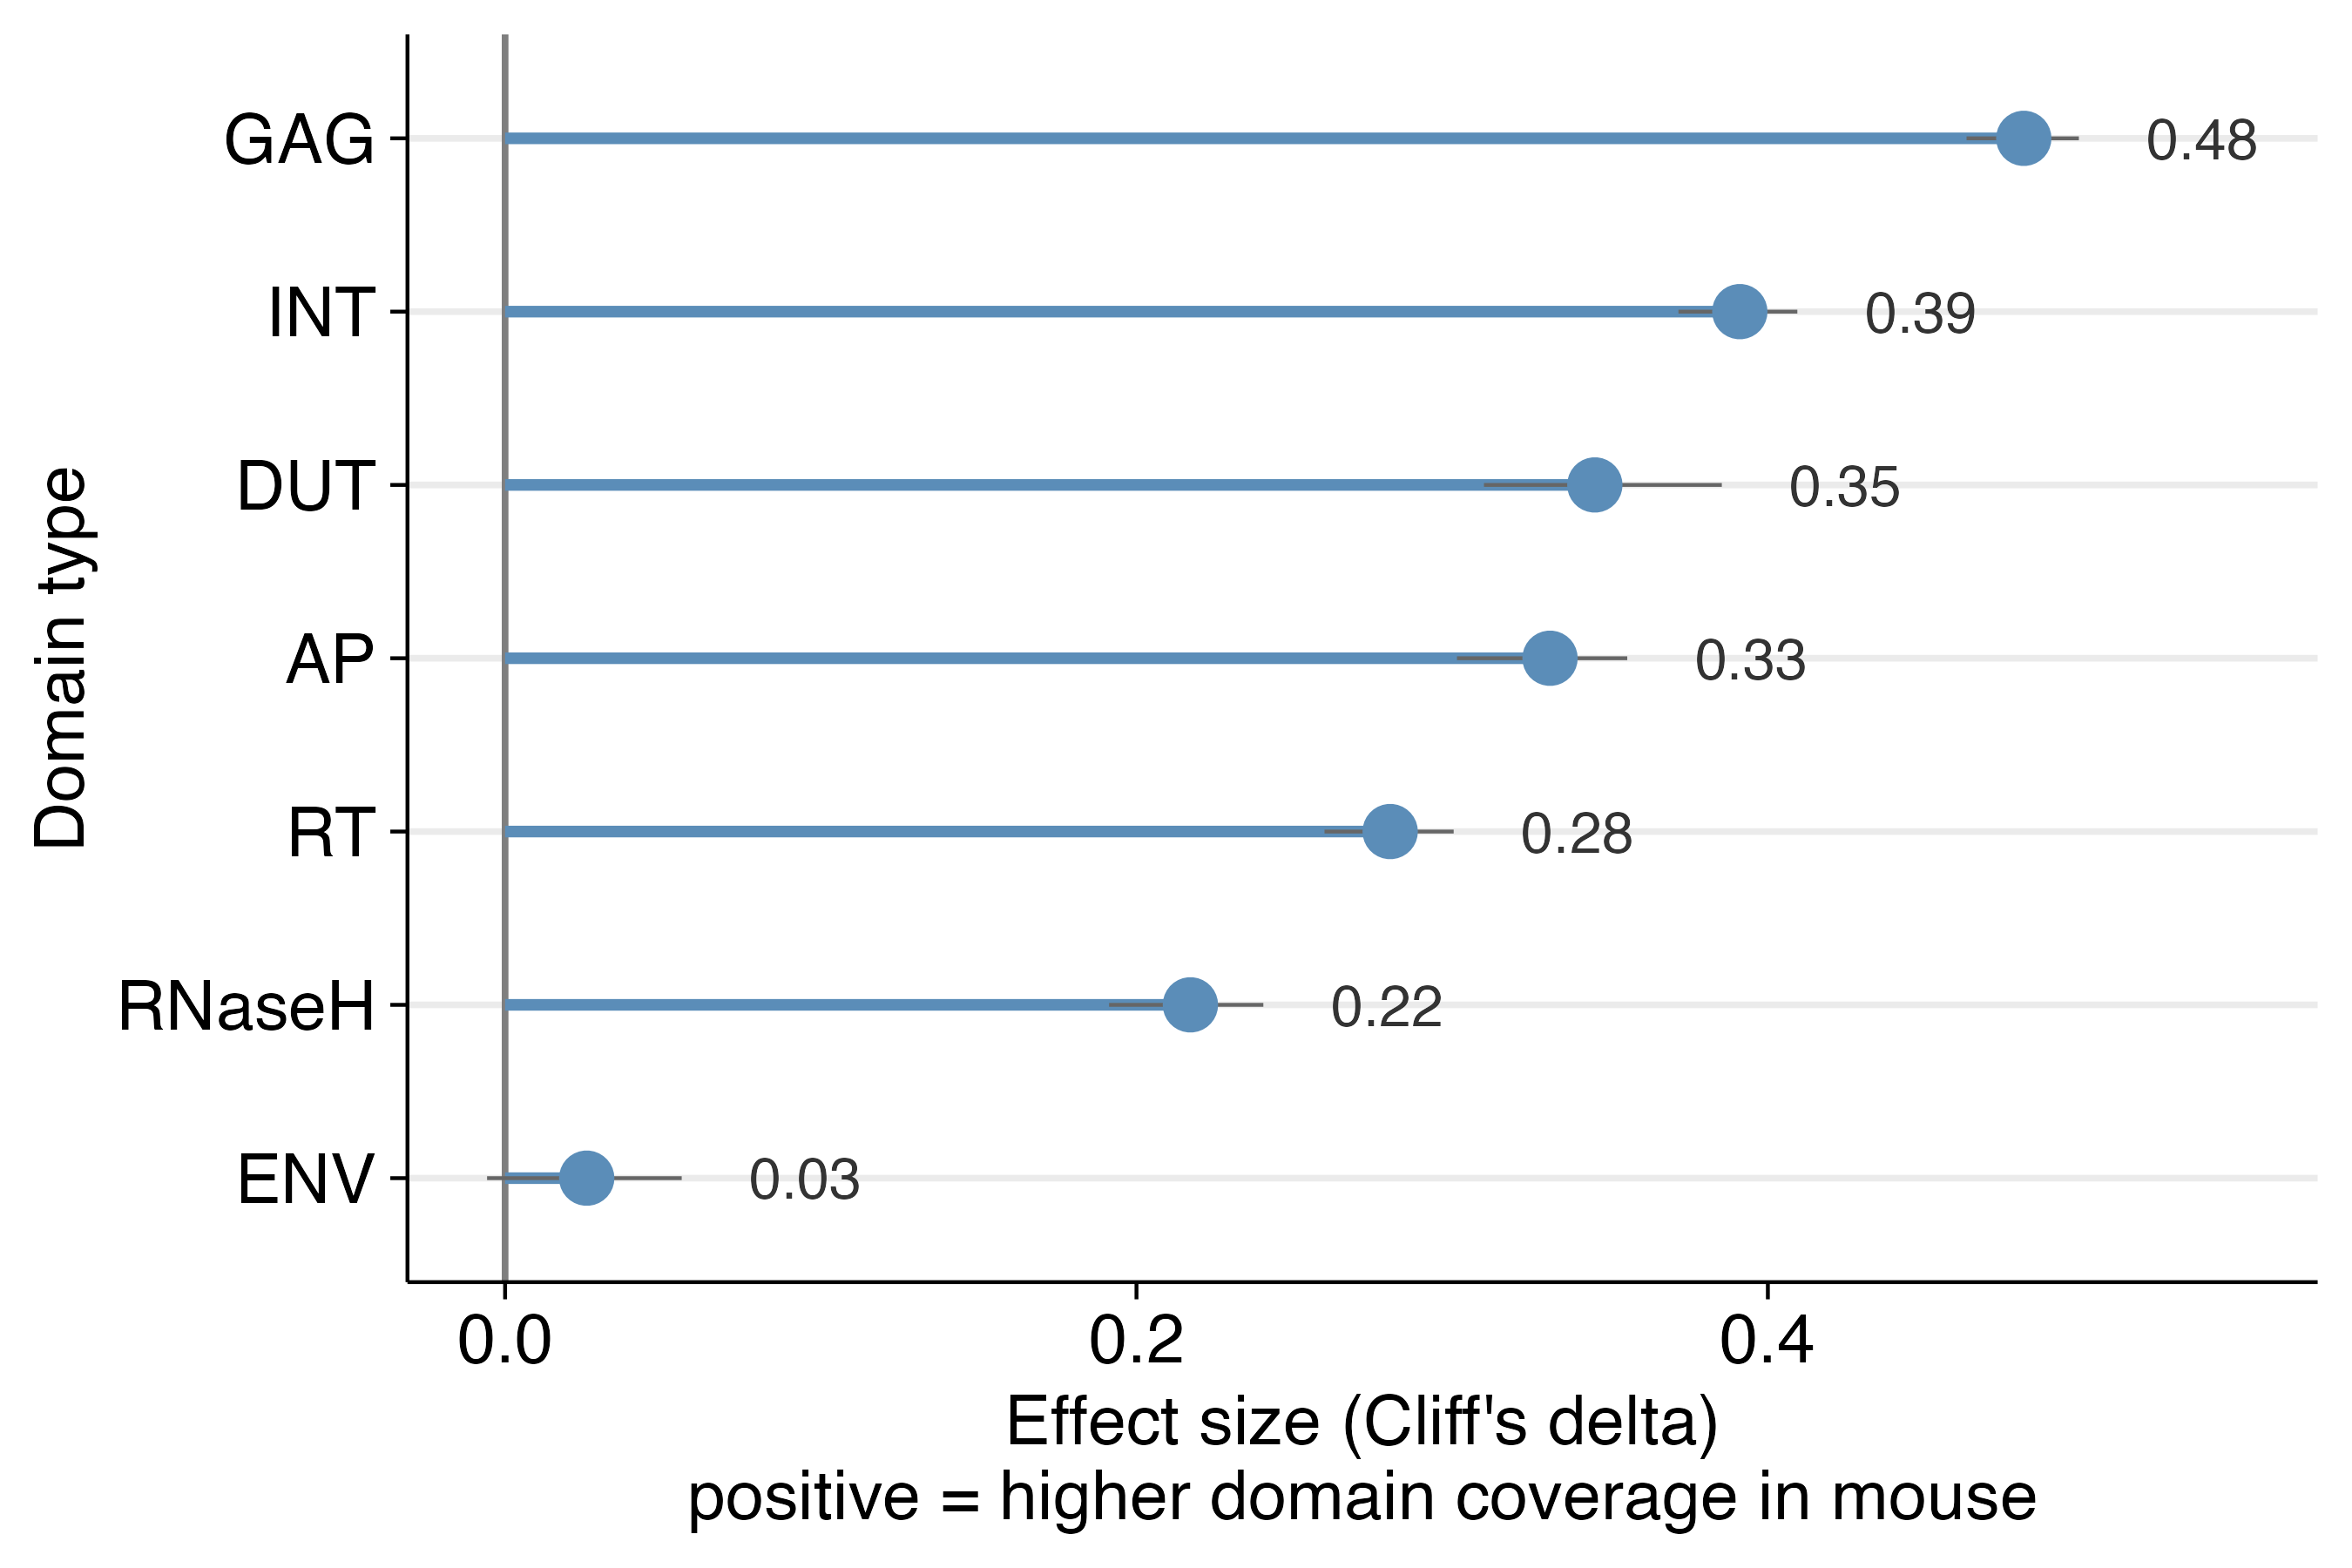 Domain type
GAG 0.48
INT 0.39
DUT 0.35
AP 0.33
RT 0.28
RNaseH 0.22
ENV 0.03
0.0 0.2 0.4
Effect size (Cliff's delta)
positive = higher domain coverage in mouse